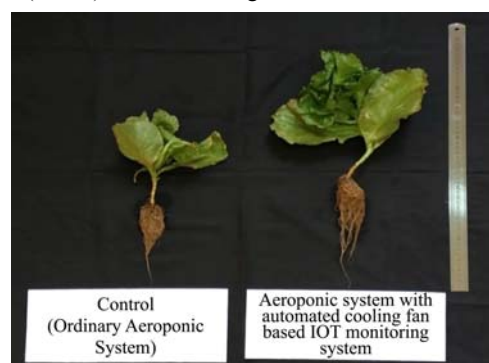 Control
(Ordinary Aeroponic
System)
Aeroponic system with
automated cooling fan
based IOT monitoring
system